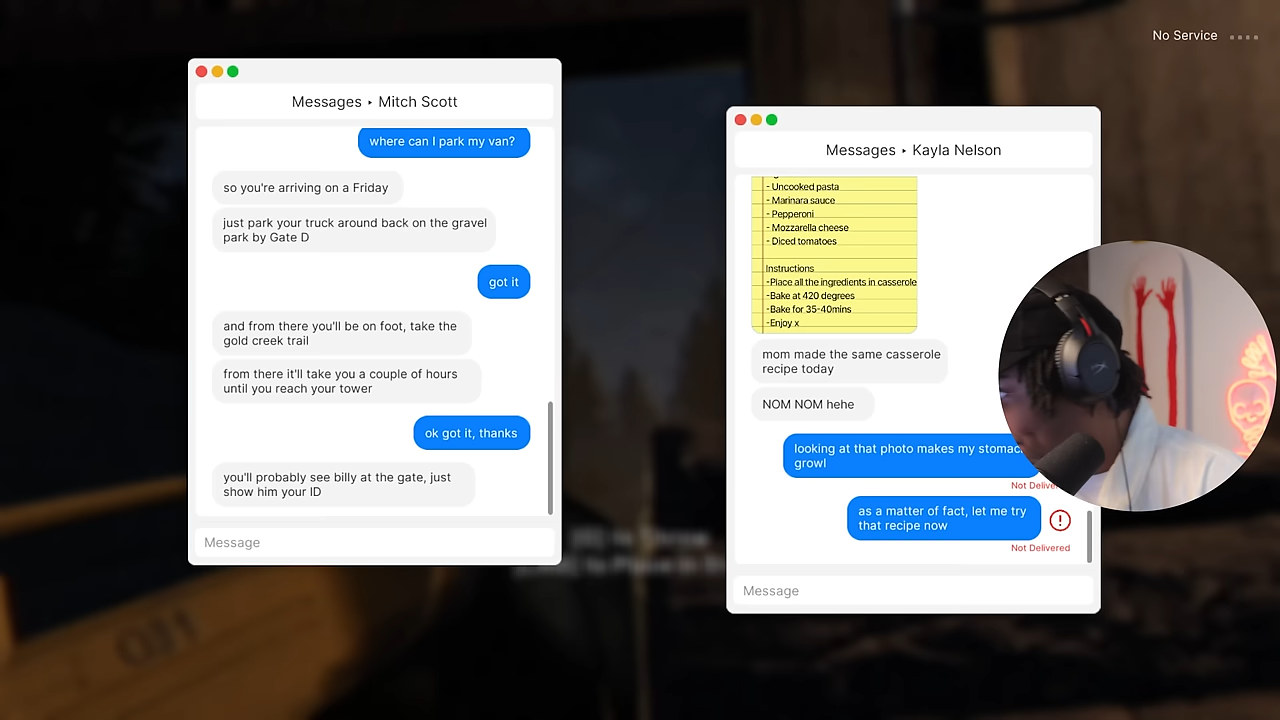 No Service
Messages ▸ Mitch Scott
where can I park my van?
so you're arriving on a Friday
just park your truck around back on the gravel
park by Gate D
got it
and from there you'll be on foot, take the
gold creek trail
from there it'll take you a couple of hours
until you reach your tower
ok got it, thanks
you'll probably see billy at the gate, just
show him your ID
Message
Messages ▸ Kayla Nelson
- Uncooked pasta
- Marinara sauce
- Pepperoni
- Mozzarella cheese
- Diced tomatoes
Instructions
-Place all the ingredients in casserole
-Bake at 420 degrees
-Bake for 35-40mins
-Enjoy x
mom made the same casserole
recipe today
NOM NOM hehe
looking at that photo makes my stomac
growl
Not Deliver
as a matter of fact, let me try
that recipe now
Not Delivered
Message